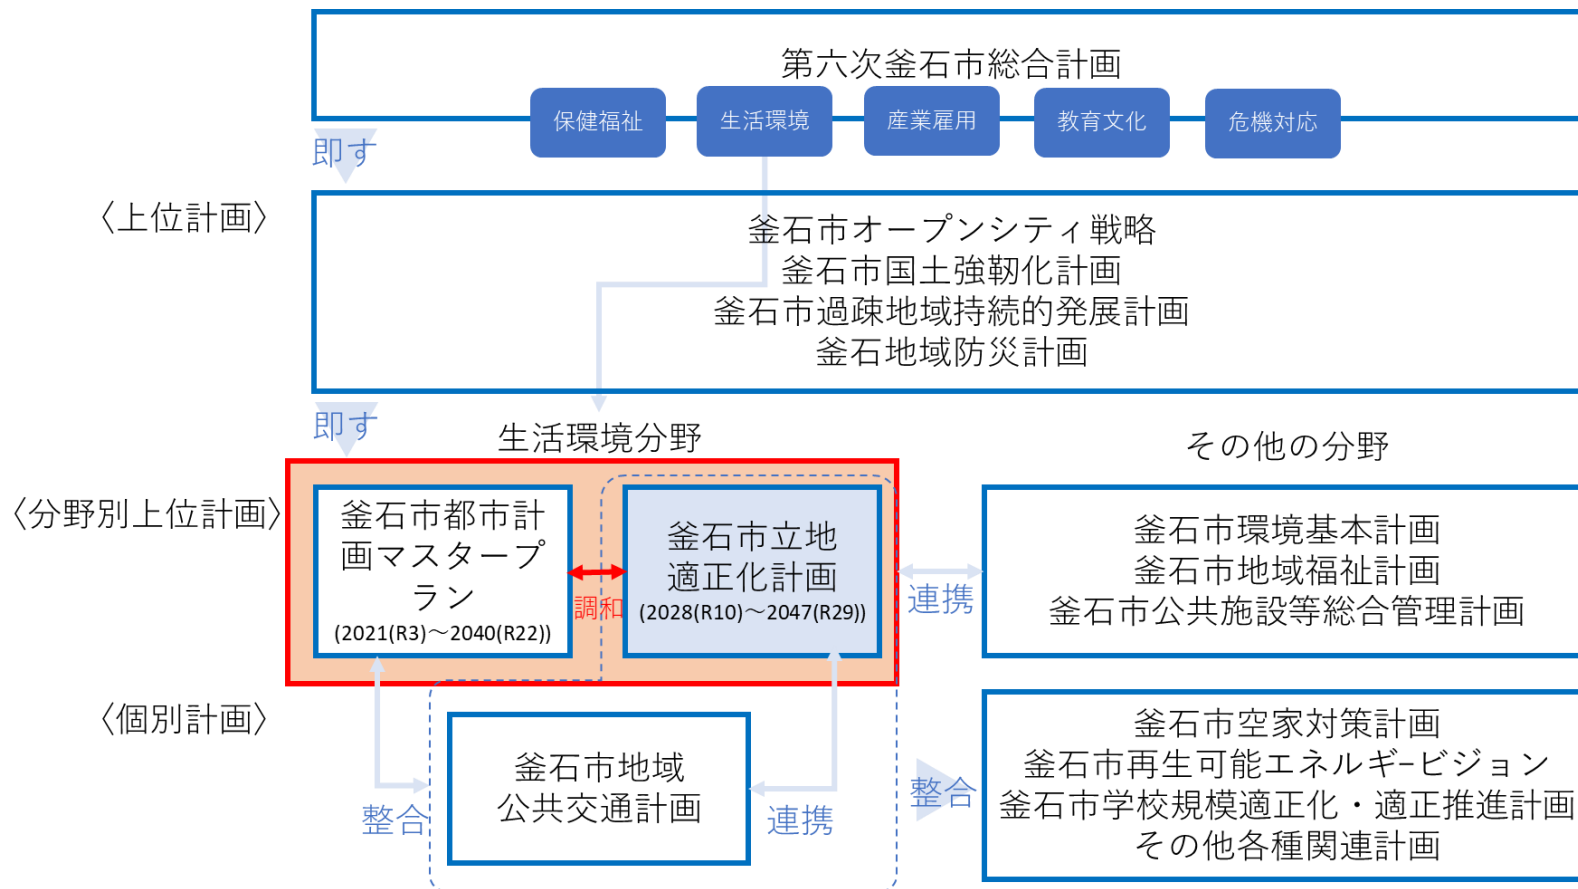 第六次釜石市総合計画
保健福祉
生活環境
産業雇用
教育文化
危機対応
即す
〈上位計画〉
釜石市オープンシティ戦略
釜石市国土強靭化計画
釜石市過疎地域持続的発展計画
釜石地域防災計画
即す
生活環境分野
その他の分野
〈分野別上位計画〉
釜石市都市計
画マスタープ
ラン
(2021(R3)～2040(R22))
調和
釜石市立地
適正化計画
(2028(R10)～2047(R29))
連携
釜石市環境基本計画
釜石市地域福祉計画
釜石市公共施設等総合管理計画
〈個別計画〉
釜石市地域
公共交通計画
整合
連携
整合
釜石市空家対策計画
釜石市再生可能エネルギ−ビジョン
釜石市学校規模適正化・適正推進計画
その他各種関連計画